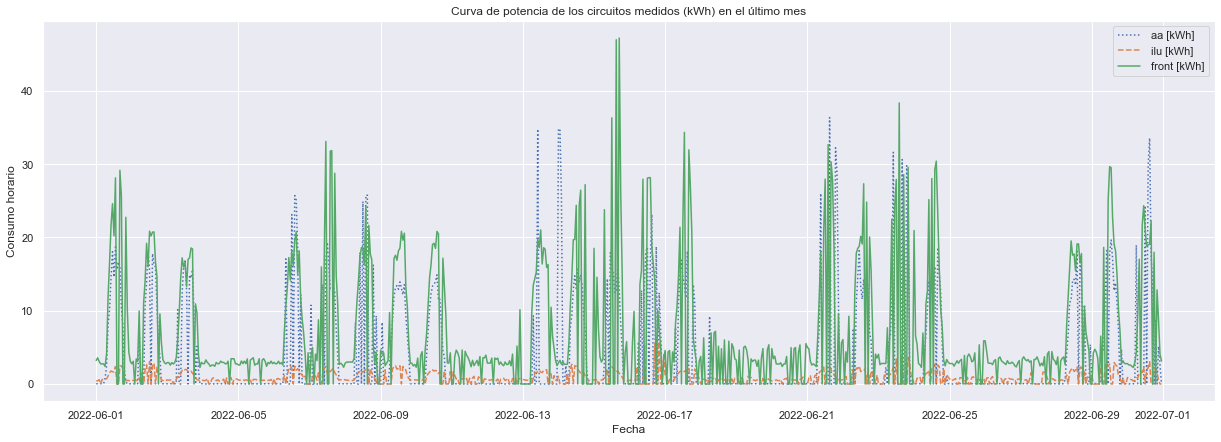 Curva de potencia de los circuitos medidos (kWh) en el último mes
aa [kWh]
ilu [kWh]
front [kWh]
Consumo horario
40
30
20
10
0
2022-06-01 2022-06-05 2022-06-09 2022-06-13 2022-06-17 2022-06-21 2022-06-25 2022-06-29 2022-07-01
Fecha